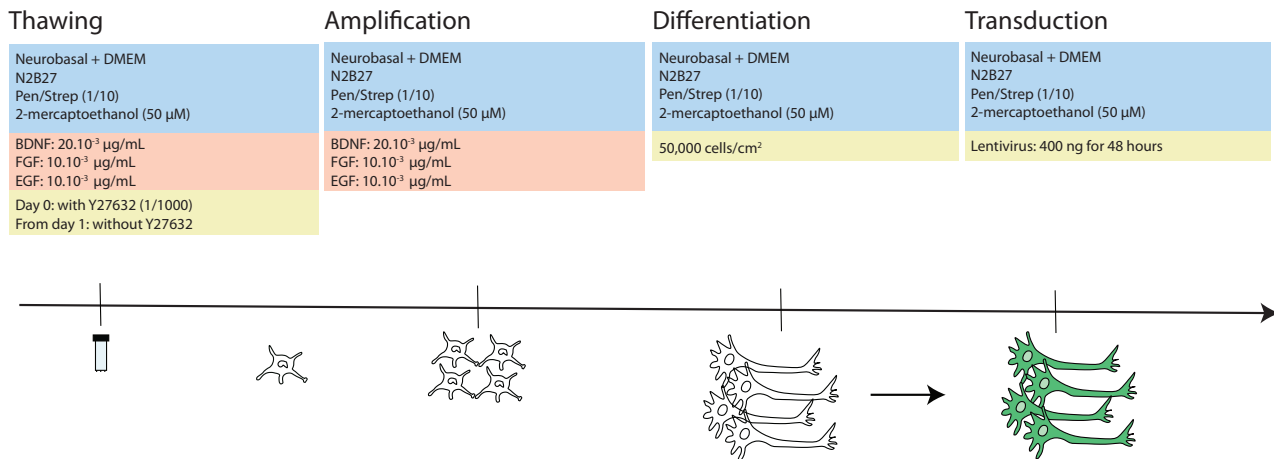 Thawing
Neurobasal + DMEM
N2B27
Pen/Strep (1/10)
2-mercaptoethanol (50 µM)
BDNF: 20.10⁻³ µg/mL
FGF: 10.10⁻³ µg/mL
EGF: 10.10⁻³ µg/mL
Day 0: with Y27632 (1/1000)
From day 1: without Y27632
Amplification
Neurobasal + DMEM
N2B27
Pen/Strep (1/10)
2-mercaptoethanol (50 µM)
BDNF: 20.10⁻³ µg/mL
FGF: 10.10⁻³ µg/mL
EGF: 10.10⁻³ µg/mL
Differentiation
Neurobasal + DMEM
N2B27
Pen/Strep (1/10)
2-mercaptoethanol (50 µM)
50,000 cells/cm²
Transduction
Neurobasal + DMEM
N2B27
Pen/Strep (1/10)
2-mercaptoethanol (50 µM)
Lentivirus: 400 ng for 48 hours